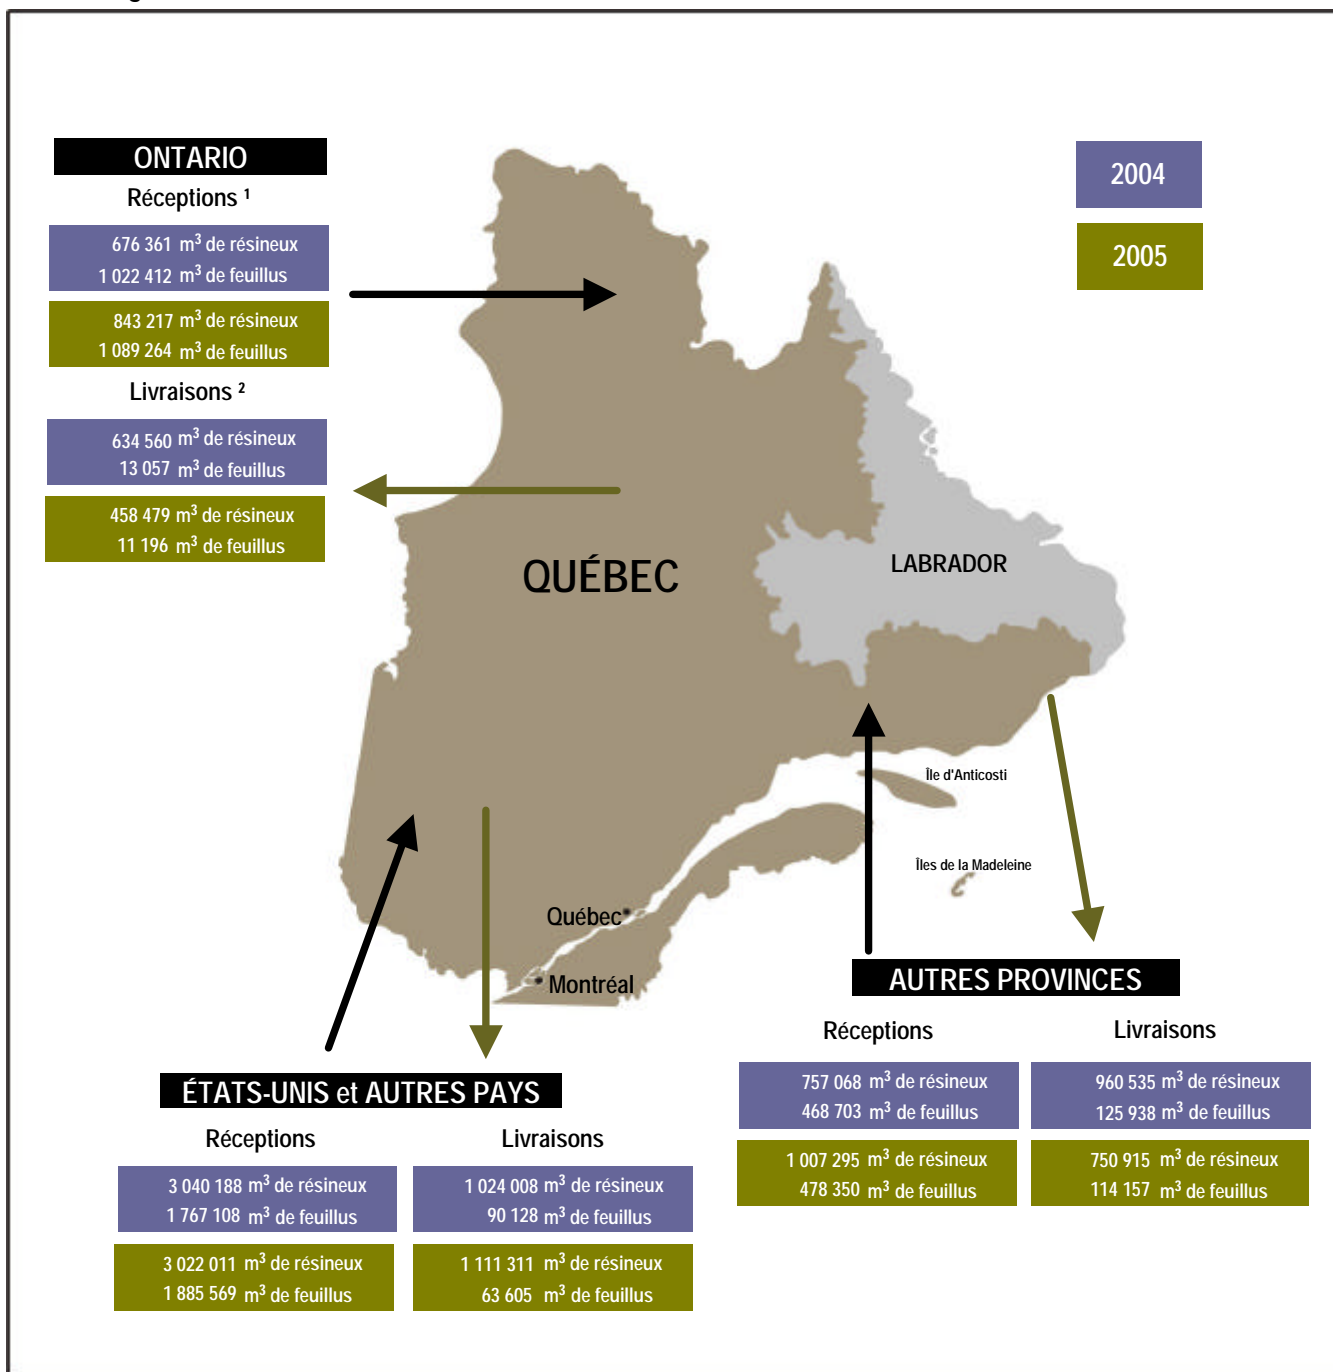 ONTARIO
Réceptions ¹
676 361 m³ de résineux
1 022 412 m³ de feuillus
843 217 m³ de résineux
1 089 264 m³ de feuillus
Livraisons ²
634 560 m³ de résineux
13 057 m³ de feuillus
458 479 m³ de résineux
11 196 m³ de feuillus
2004
2005
QUÉBEC
LABRADOR
Île d'Anticosti
Îles de la Madeleine
Québec
Montréal
AUTRES PROVINCES
Réceptions
Livraisons
757 068 m³ de résineux
468 703 m³ de feuillus
960 535 m³ de résineux
125 938 m³ de feuillus
1 007 295 m³ de résineux
478 350 m³ de feuillus
750 915 m³ de résineux
114 157 m³ de feuillus
ÉTATS-UNIS et AUTRES PAYS
Réceptions
Livraisons
3 040 188 m³ de résineux
1 767 108 m³ de feuillus
1 024 008 m³ de résineux
90 128 m³ de feuillus
3 022 011 m³ de résineux
1 885 569 m³ de feuillus
1 111 311 m³ de résineux
63 605 m³ de feuillus